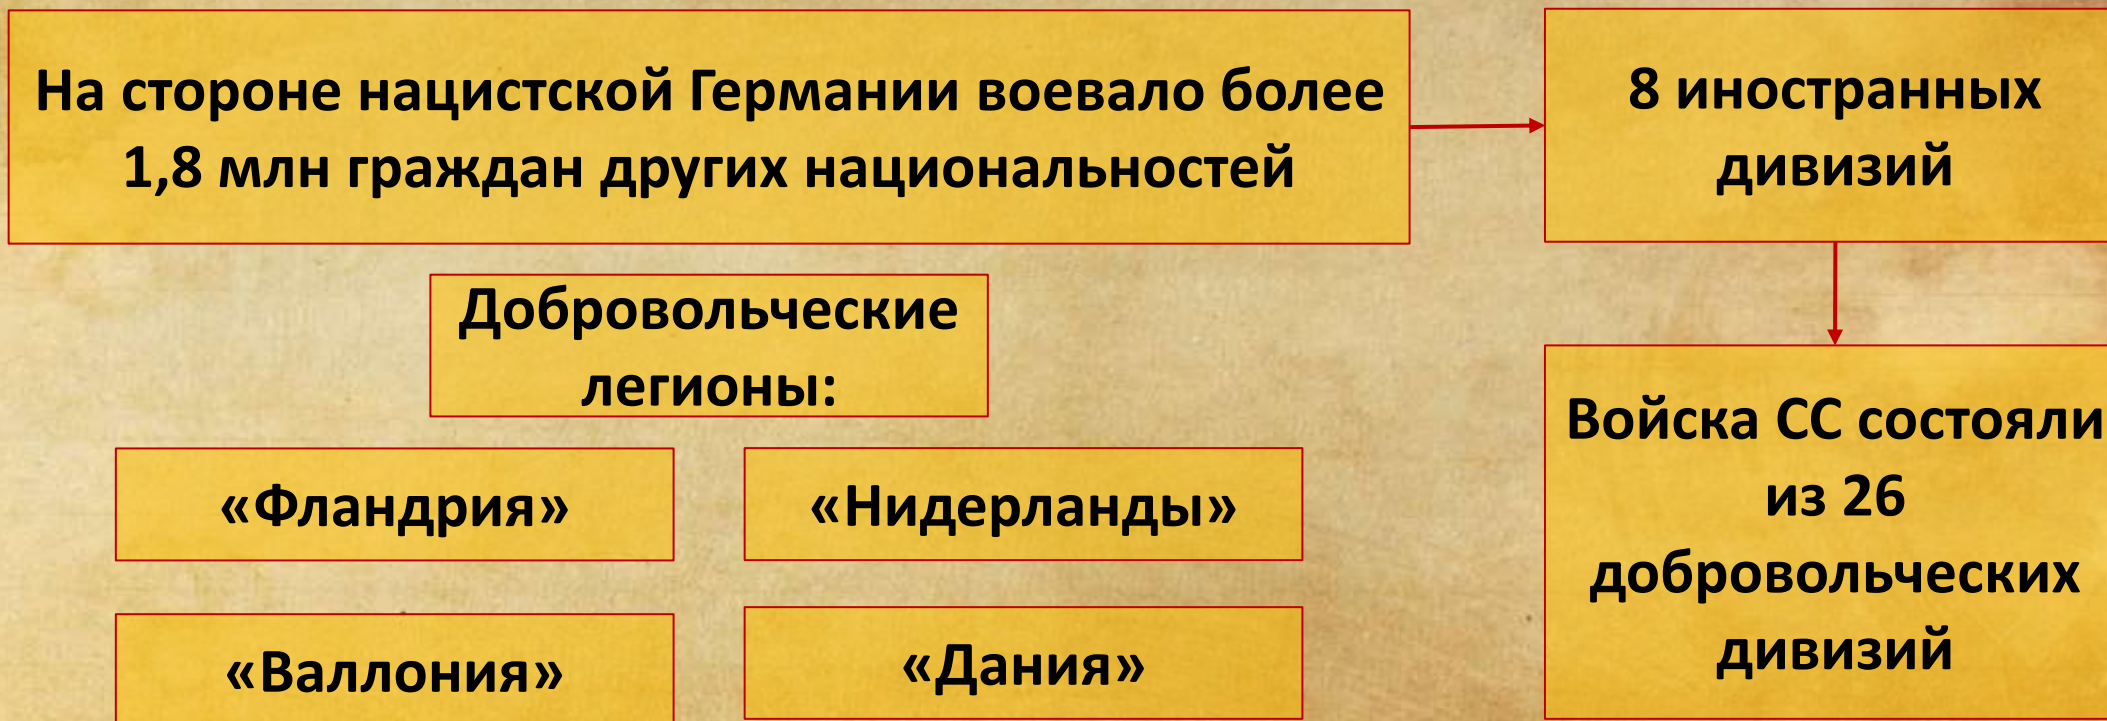 На стороне нацистской Германии воевало более
1,8 млн граждан других национальностей
8 иностранных
дивизий
Добровольческие
легионы:
«Фландрия»
«Нидерланды»
«Валлония»
«Дания»
Войска СС состояли
из 26
добровольческих
дивизий